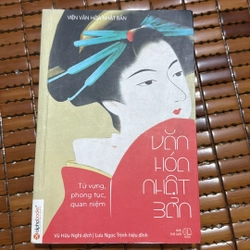 VIỆN VĂN HÓA NHẬT BẢN
VĂN
HÓA
NHẬT
BẢN
Từ vựng,
phong tục,
quan niệm
Vũ Hữu Nghị dịch | Lưu Ngọc Trịnh hiệu đính